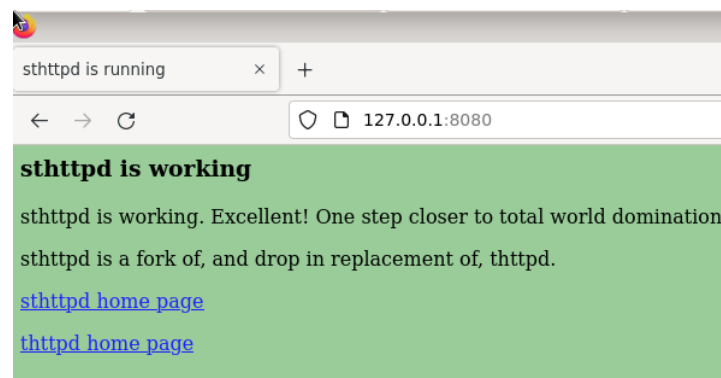 sthttpd is running
127.0.0.1:8080
sthttpd is working
sthttpd is working. Excellent! One step closer to total world domination
sthttpd is a fork of, and drop in replacement of, thttpd.
sthttpd home page
thttpd home page